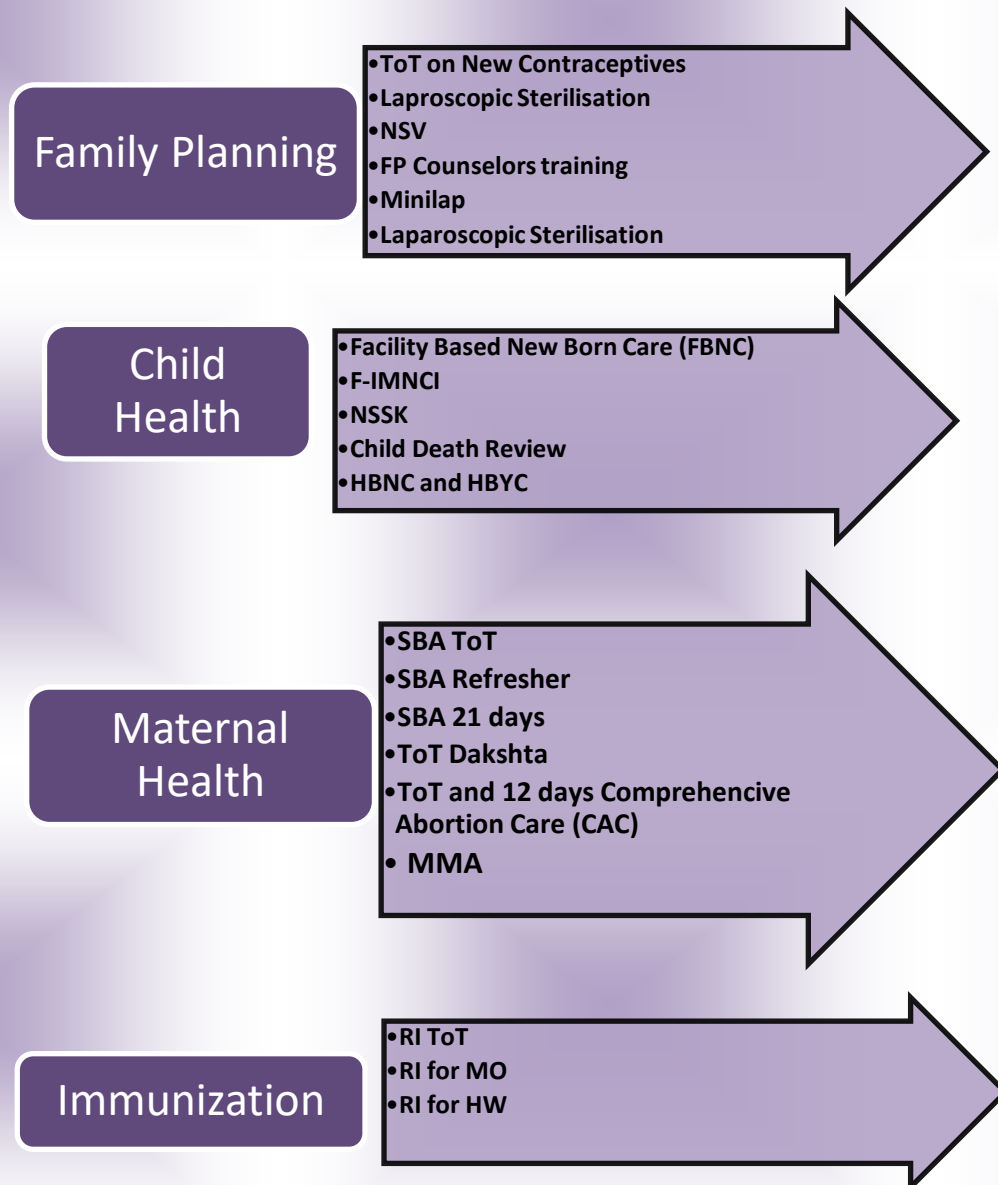 Family Planning
•ToT on New Contraceptives
•Laproscopic Sterilisation
•NSV
•FP Counselors training
•Minilap
•Laparoscopic Sterilisation
Child
Health
•Facility Based New Born Care (FBNC)
•F-IMNCI
•NSSK
•Child Death Review
•HBNC and HBYC
Maternal
Health
•SBA ToT
•SBA Refresher
•SBA 21 days
•ToT Dakshta
•ToT and 12 days Comprehencive
Abortion Care (CAC)
• MMA
Immunization
•RI ToT
•RI for MO
•RI for HW